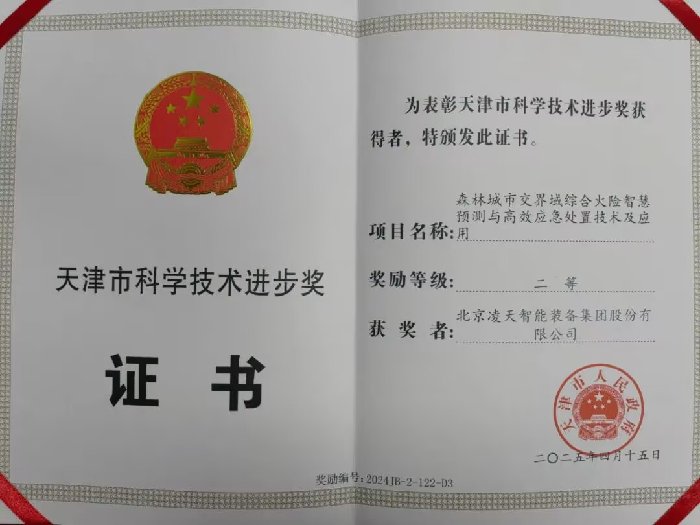 天津市科学技术进步奖
证 书
为表彰天津市科学技术进步奖获
得者，特颁发此证书。
森林城市交界域综合火险智慧
预测与高效应急处置技术及应
项目名称:用
奖励等级: 二 等
北京凌天智能装备集团股份有
获 奖 者: 限公司
天津市人民政府
二〇二五年四月十五日
奖励编号:2024JB-2-122-D3